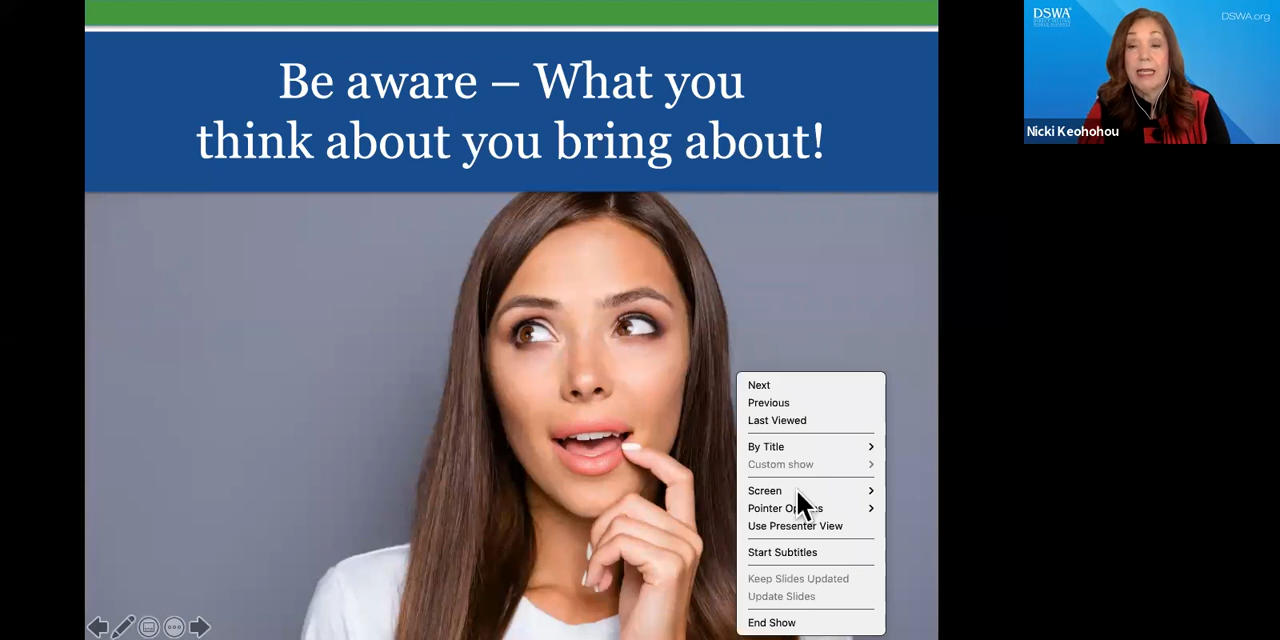 Be aware – What you
think about you bring about!
DSWA
DSWA.org
Nicki Keohohou
Next
Previous
Last Viewed
By Title
Custom show
Screen
Pointer
Use Presenter View
Start Subtitles
Keep Slides Updated
Update Slides
End Show